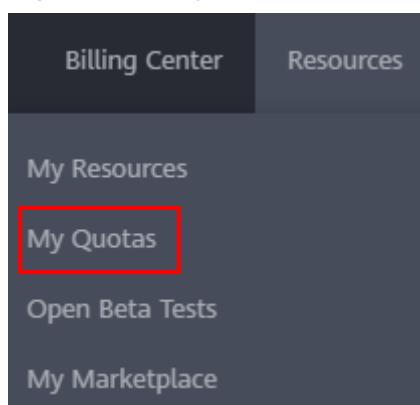 Billing Center Resources
My Resources
My Quotas
Open Beta Tests
My Marketplace